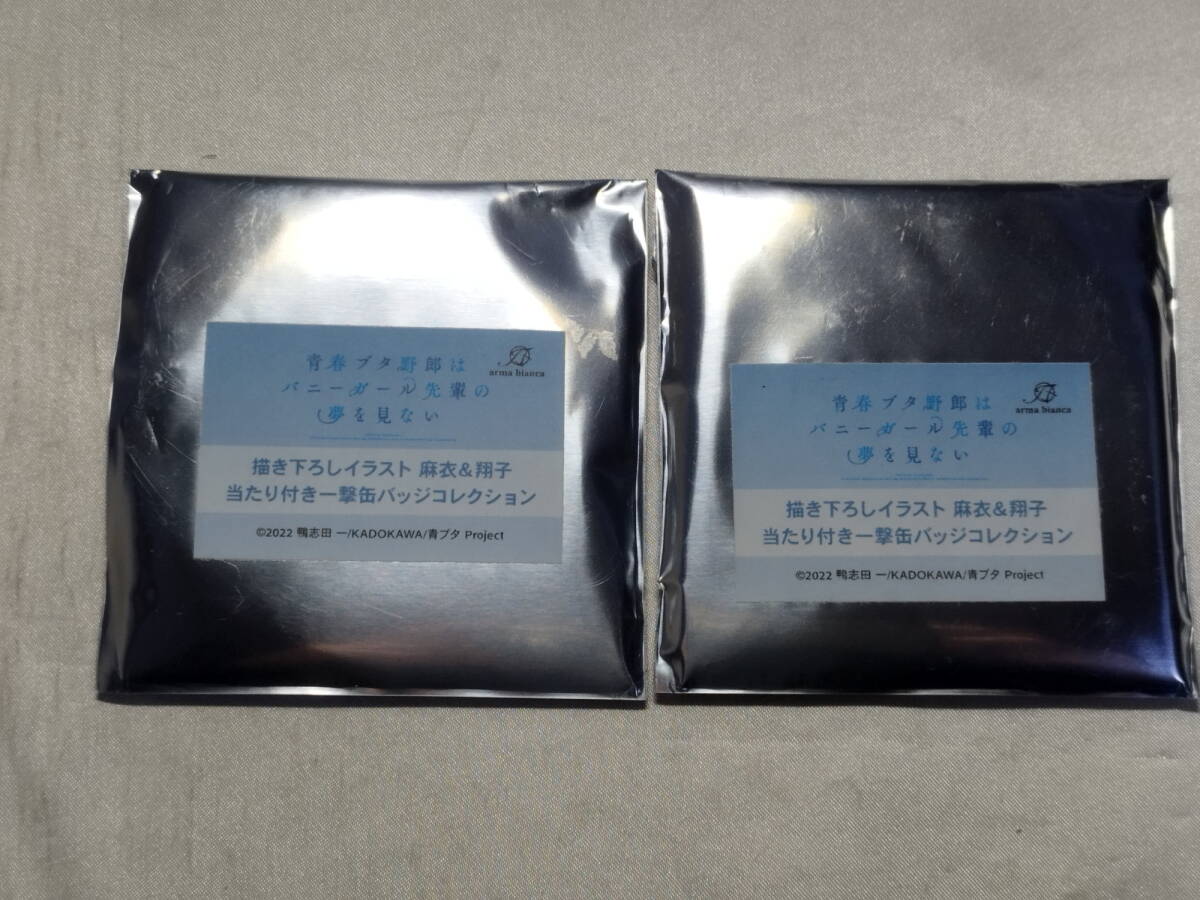 青春ブタ野郎は
バニーガール先輩の
夢を見ない
arma bianca
描き下ろしイラスト 麻衣&翔子
当たり付き一撃缶バッジコレクション
©2022 鴨志田 一/KADOKAWA/青ブタ Project
青春ブタ野郎は
バニーガール先輩の
夢を見ない
arma bianca
描き下ろしイラスト 麻衣&翔子
当たり付き一撃缶バッジコレクション
©2022 鴨志田 一/KADOKAWA/青ブタ Project